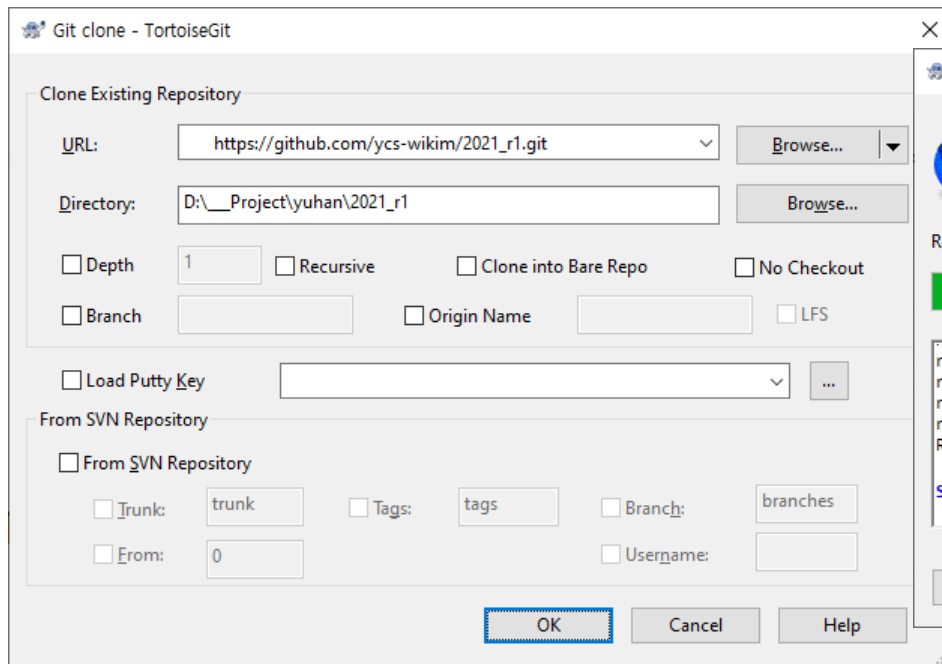 Git clone - TortoiseGit
Clone Existing Repository
URL: https://github.com/ycs-wikim/2021_r1.git Browse...
Directory: D:\__Project\yuhan\2021_r1 Browse...
Depth 1 Recursive Clone into Bare Repo No Checkout
Branch Origin Name LFS
Load Putty Key ...
From SVN Repository
From SVN Repository
Trunk: trunk Tags: tags Branch: branches
From: 0 Username:
OK Cancel Help